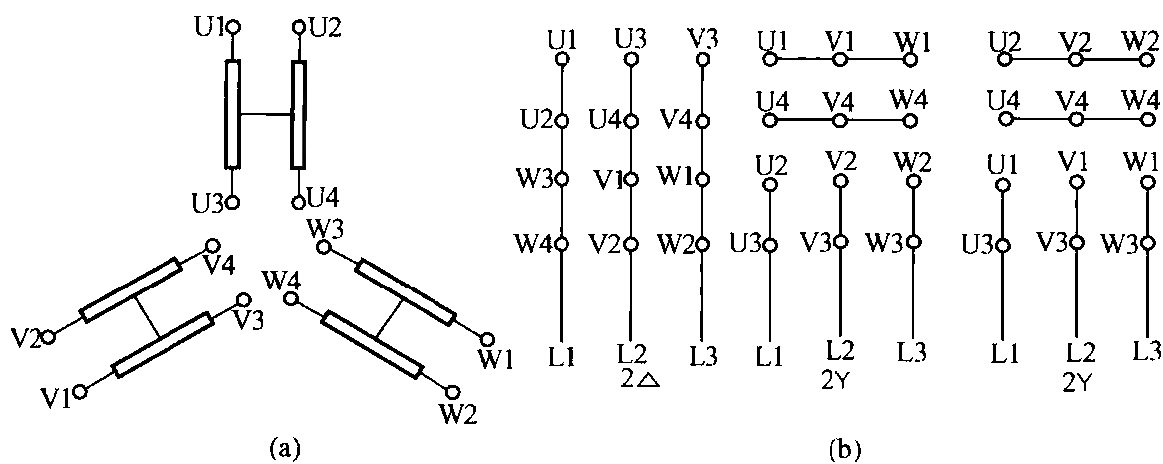 U1 U2
U3 U4
V4 W3
W4
V3
V2
W1
V1 W2
(a)
U1 U3 V3 U1 V1 W1 U2 V2 W2
U2 U4 V4 U4 V4 W4 U4 V4 W4
W3 V1 W1 U2 V2 W2 U1 V1 W1
W4 V2 W2 U3 V3 W3 U3 V3 W3
L1 L2 L3 L1 L2 L3 L1 L2 L3
2△ 2Y 2Y
(b)